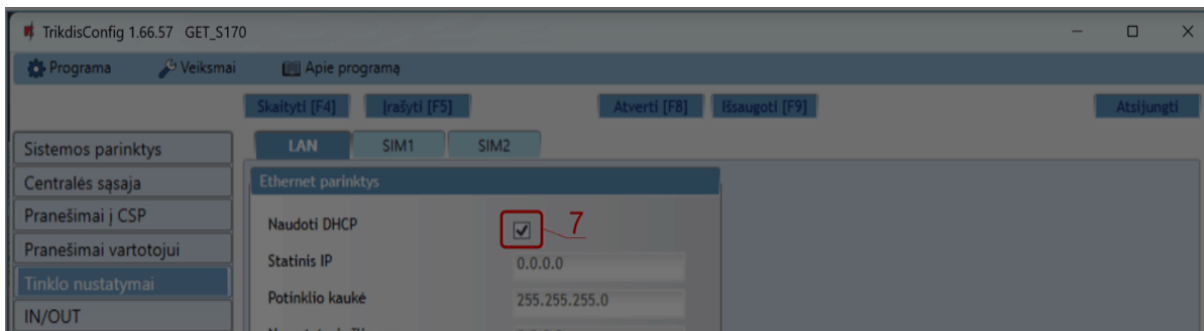 TrikdisConfig 1.66.57 GET_S170
Programa Veiksmai Apie programą
Skaityti [F4] Įrašyti [F5] Atverti [F8] Išsaugoti [F9] Atsijungti
LAN SIM1 SIM2
Sistemos parinktys
Centralės sąsaja
Pranešimai į CSP
Pranešimai vartotojui
Tinklo nustatymai
IN/OUT
Ethernet parinktys
Naudoti DHCP 7
Statinis IP 0.0.0.0
Potinklio kaukė 255.255.255.0